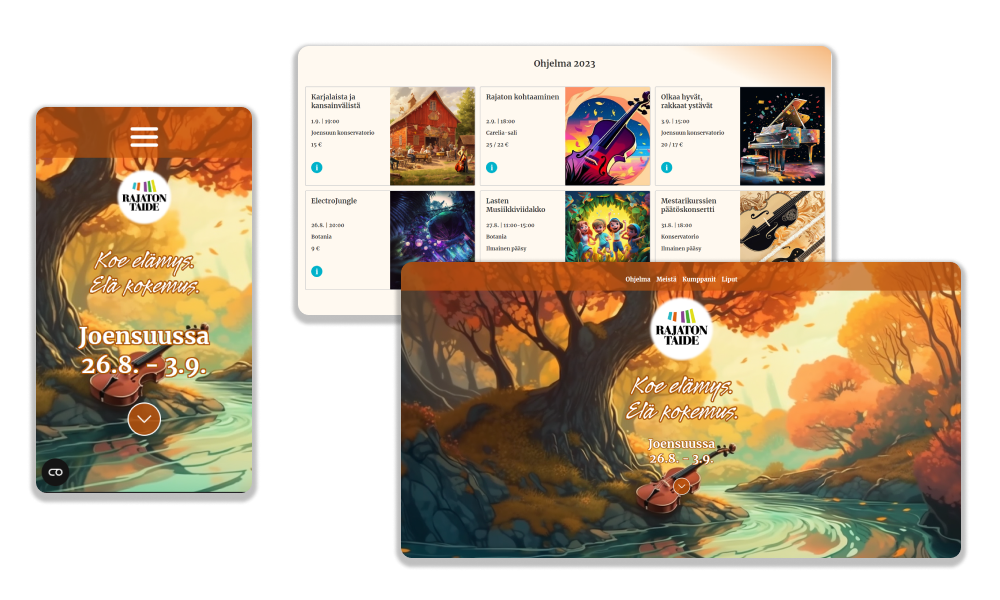 RAJATON
TAIDE
Koe elämys.
Elä kokemus.
Joensuussa
26.8. - 3.9.
Ohjelma 2023
Karjalaista ja
kansainvälistä
1.9. | 19:00
Joensuun konservatorio
15 €
i
Rajaton kohtaaminen
2.9. | 18:00
Carelia-sali
25 / 22 €
i
Olkaa hyvät,
rakkaat ystävät
3.9. | 15:00
Joensuun konservatorio
20 / 17 €
i
ElectroJungle
26.8. | 20:00
Botania
9 €
i
Lasten
Musiikkiviidakko
27.8. | 11:00-15:00
Botania
Ilmainen pääsy
Mestarikurssien
päätöskonsertti
31.8. | 18:00
Konservatorio
Ilmainen pääsy
Ohjelma Meistä Kumppanit Liput
RAJATON
TAIDE
Koe elämys.
Elä kokemus.
Joensuussa
26.8. - 3.9.